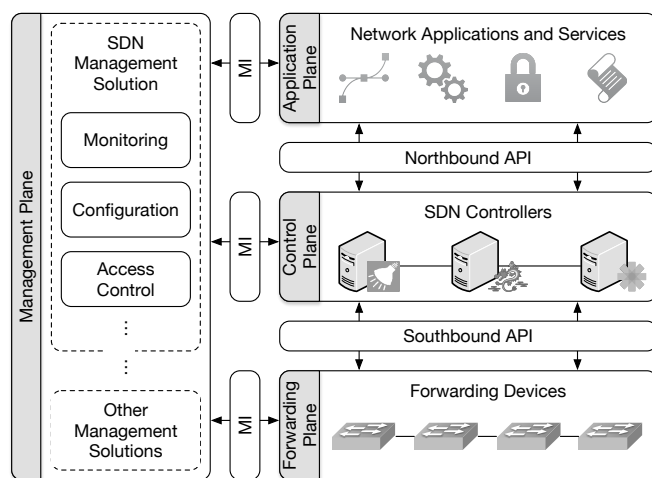 Management Plane
SDN
Management
Solution
Monitoring
Configuration
Access
Control
...
...
Other
Management
Solutions
MI
MI
MI
Application
Plane
Network Applications and Services
Northbound API
Control
Plane
SDN Controllers
Southbound API
Forwarding
Plane
Forwarding Devices